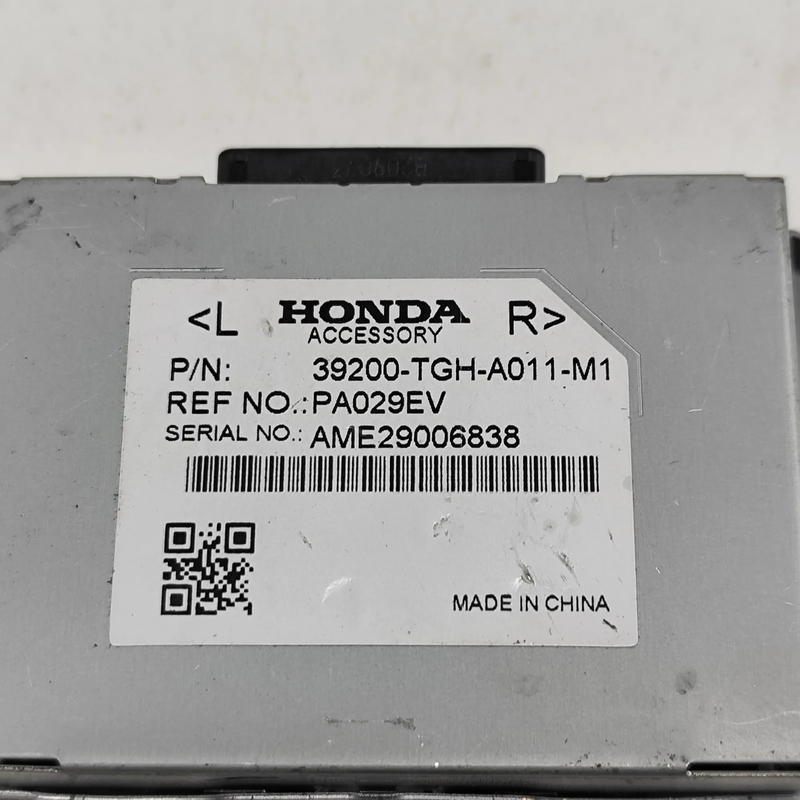 <L HONDA R>
ACCESSORY
P/N: 39200-TGH-A011-M1
REF NO.:PA029EV
SERIAL NO.: AME29006838
MADE IN CHINA